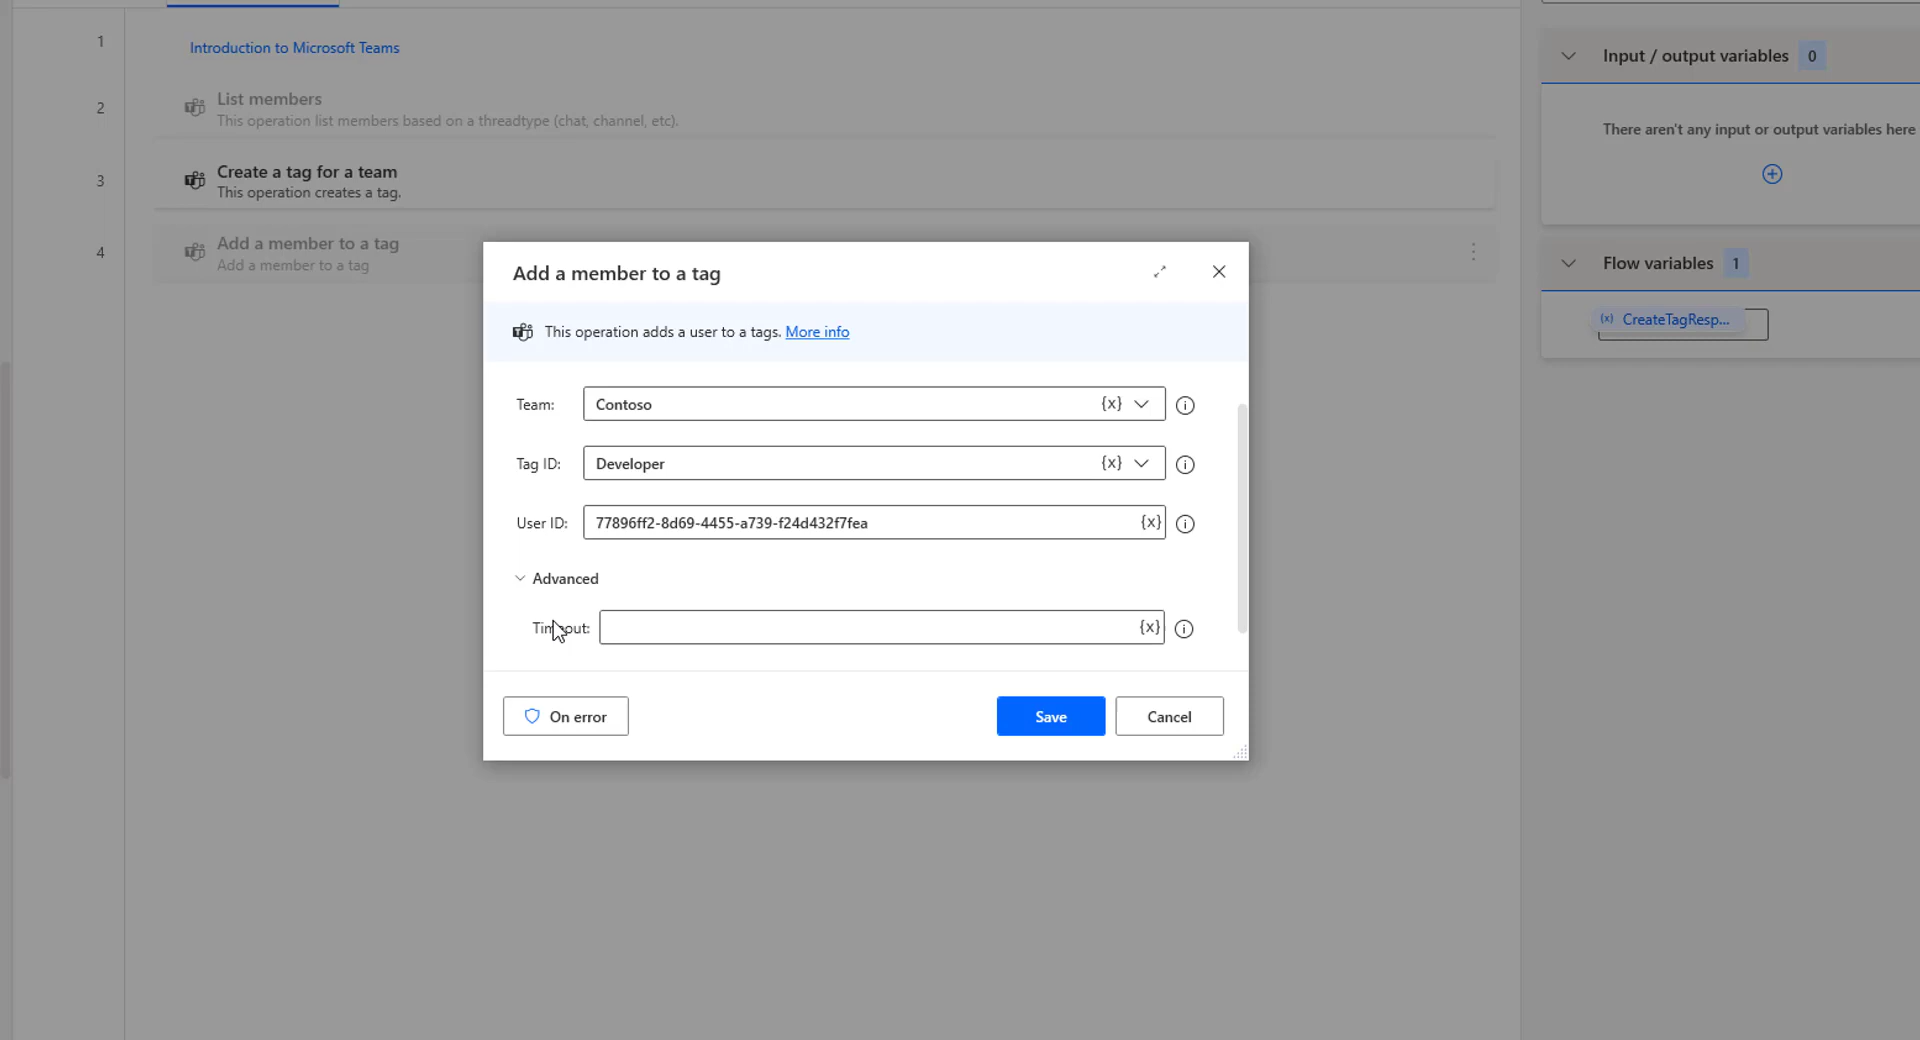 1
Introduction to Microsoft Teams
2
List members
This operation list members based on a threadtype (chat, channel, etc).
3
Create a tag for a team
This operation creates a tag.
4
Add a member to a tag
Add a member to a tag
Add a member to a tag
This operation adds a user to a tags. More info
Team: Contoso {x}
Tag ID: Developer {x}
User ID: 77896ff2-8d69-4455-a739-f24d432f7fea {x}
Advanced
Timeout: {x}
On error
Save
Cancel
Input / output variables 0
There aren't any input or output variables here
Flow variables 1
(x) CreateTagResp...